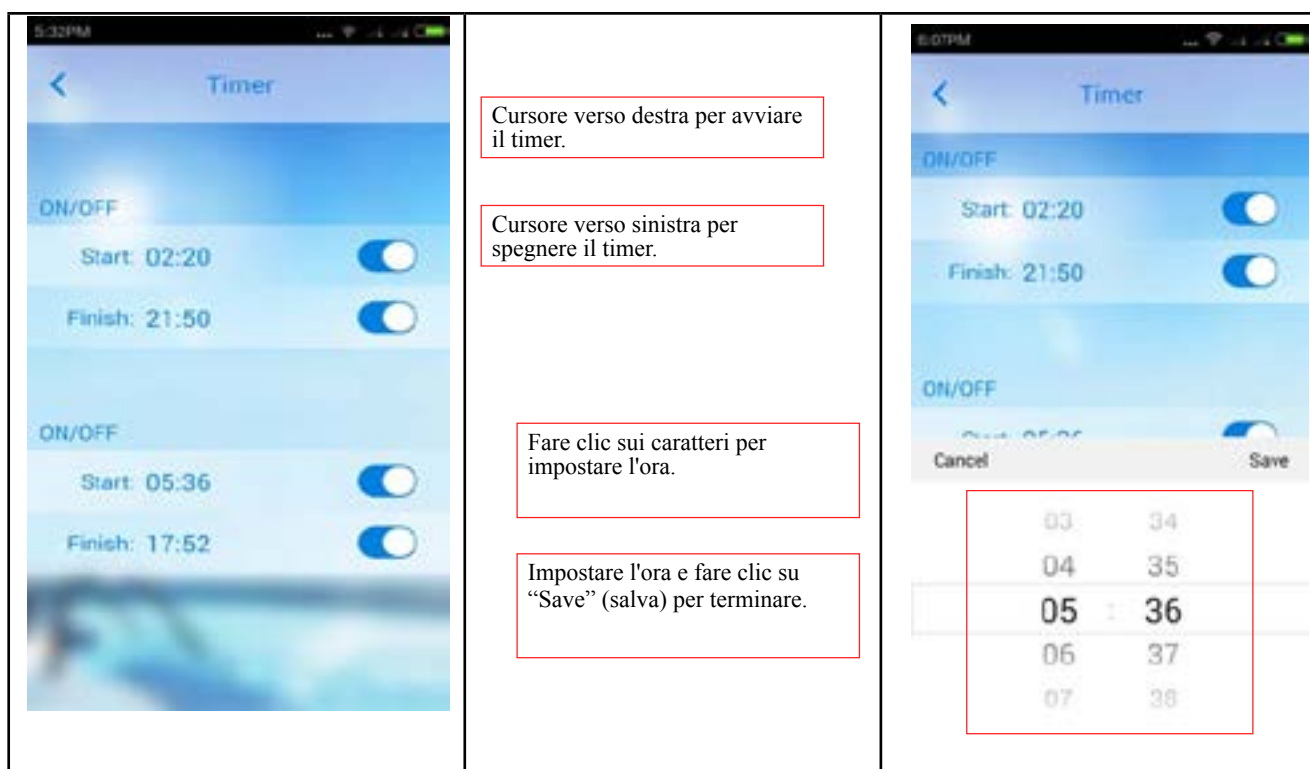 5:32PM
Timer
ON/OFF
Start: 02:20
Finish: 21:50
ON/OFF
Start: 05:36
Finish: 17:52
Cursore verso destra per avviare
il timer.
Cursore verso sinistra per
spegnere il timer.
Fare clic sui caratteri per
impostare l'ora.
Impostare l'ora e fare clic su
“Save” (salva) per terminare.
6:07PM
Timer
ON/OFF
Start: 02:20
Finish: 21:50
ON/OFF
Cancel Save
03 34
04 35
05 : 36
06 37
07 38